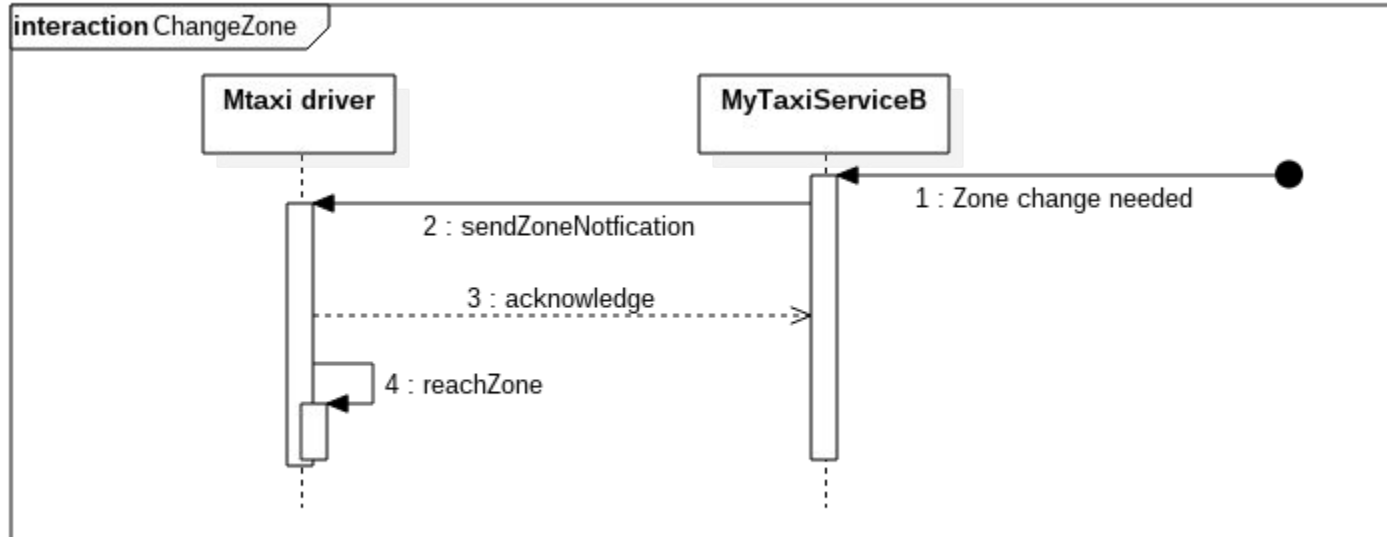 interaction ChangeZone
Mtaxi driver
MyTaxiServiceB
1 : Zone change needed
2 : sendZoneNotfication
3 : acknowledge
4 : reachZone